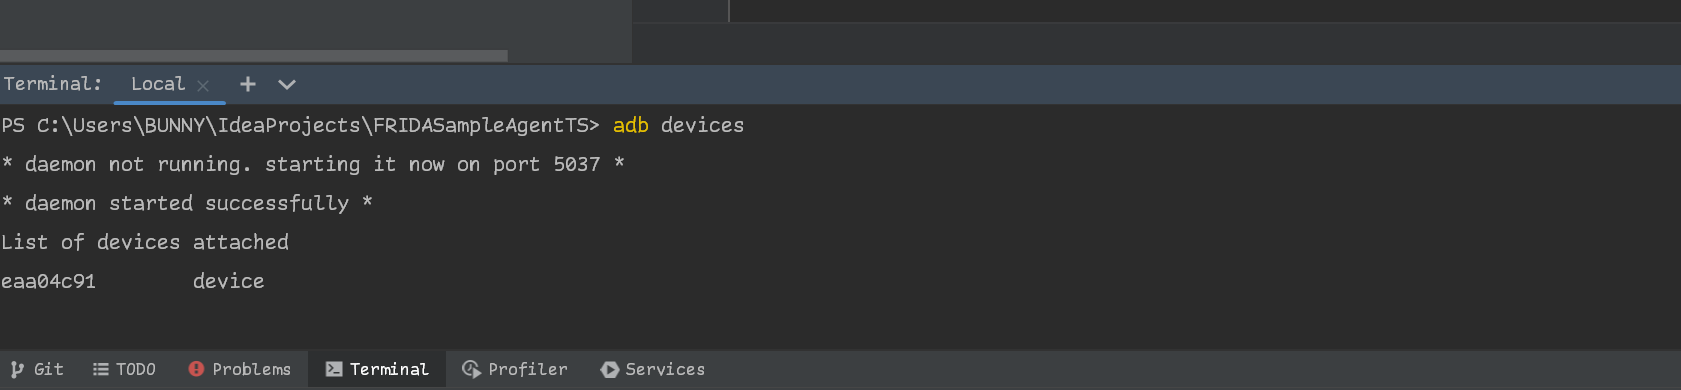 Terminal: Local
PS C:\Users\BUNNY\IdeaProjects\FRIDASampleAgentTS> adb devices
* daemon not running. starting it now on port 5037 *
* daemon started successfully *
List of devices attached
eaa04c91 device
Git TODO Problems Terminal Profiler Services